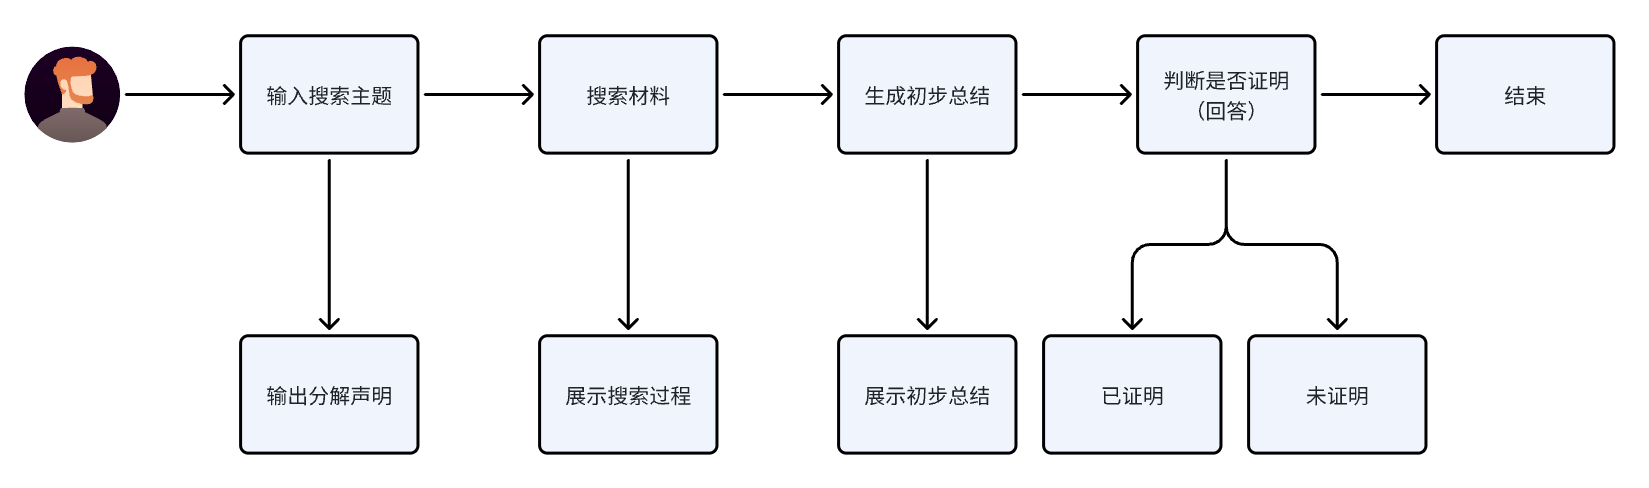 输入搜索主题
搜索材料
生成初步总结
判断是否证明
（回答）
结束
输出分解声明
展示搜索过程
展示初步总结
已证明
未证明